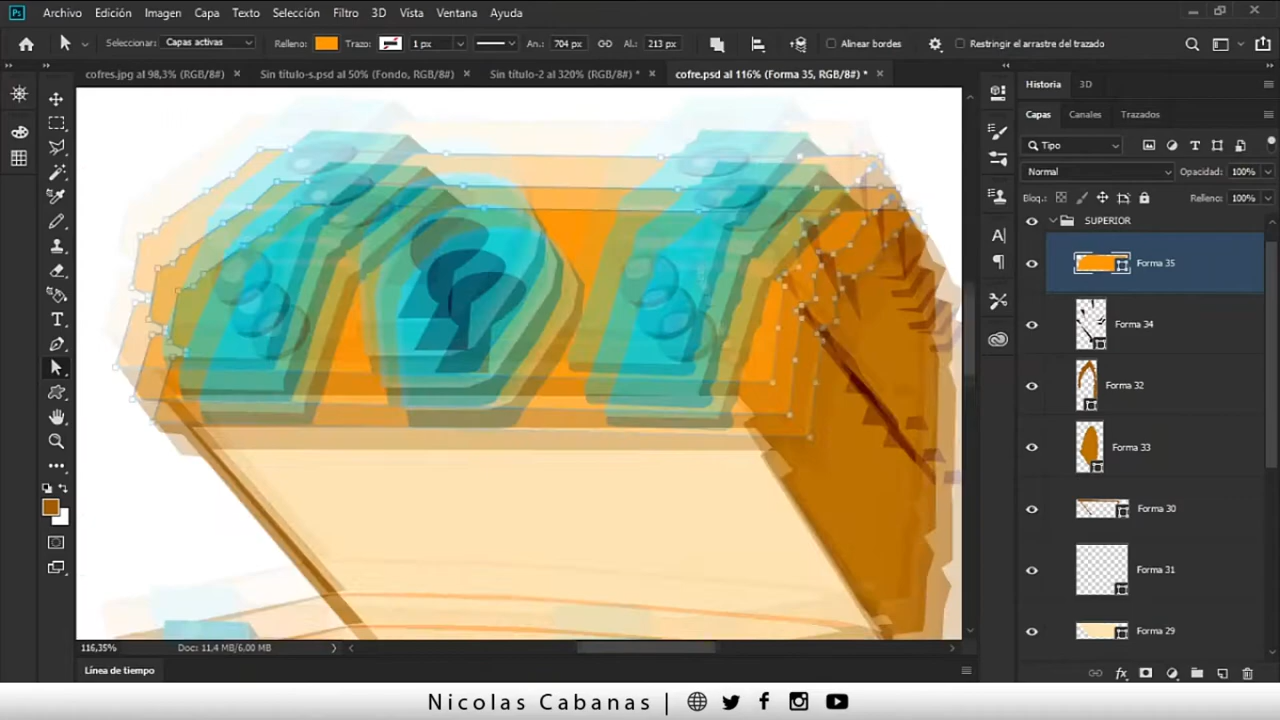 Ps Archivo Edición Imagen Capa Texto Selección Filtro 3D Vista Ventana Ayuda
Seleccionar: Capas activas Relleno: Trazo: 1 px An.: 704 px Al.: 213 px Alinear bordes Restringir el arrastre del trazado
cofres.jpg al 98,3% (RGB/8#) × Sin título-s.psd al 50% (Fondo, RGB/8#) × Sin título-2 al 320% (RGB/8#) * × cofre.psd al 116% (Forma 35, RGB/8#) * ×
Historia 3D
Capas Canales Trazados
Tipo
Normal Opacidad: 100%
Bloq.: Relleno: 100%
SUPERIOR
Forma 35
Forma 34
Forma 32
Forma 33
Forma 30
Forma 31
Forma 29
116,35% Doc: 11,4 MB/6,00 MB
Línea de tiempo
Nicolas Cabanas |